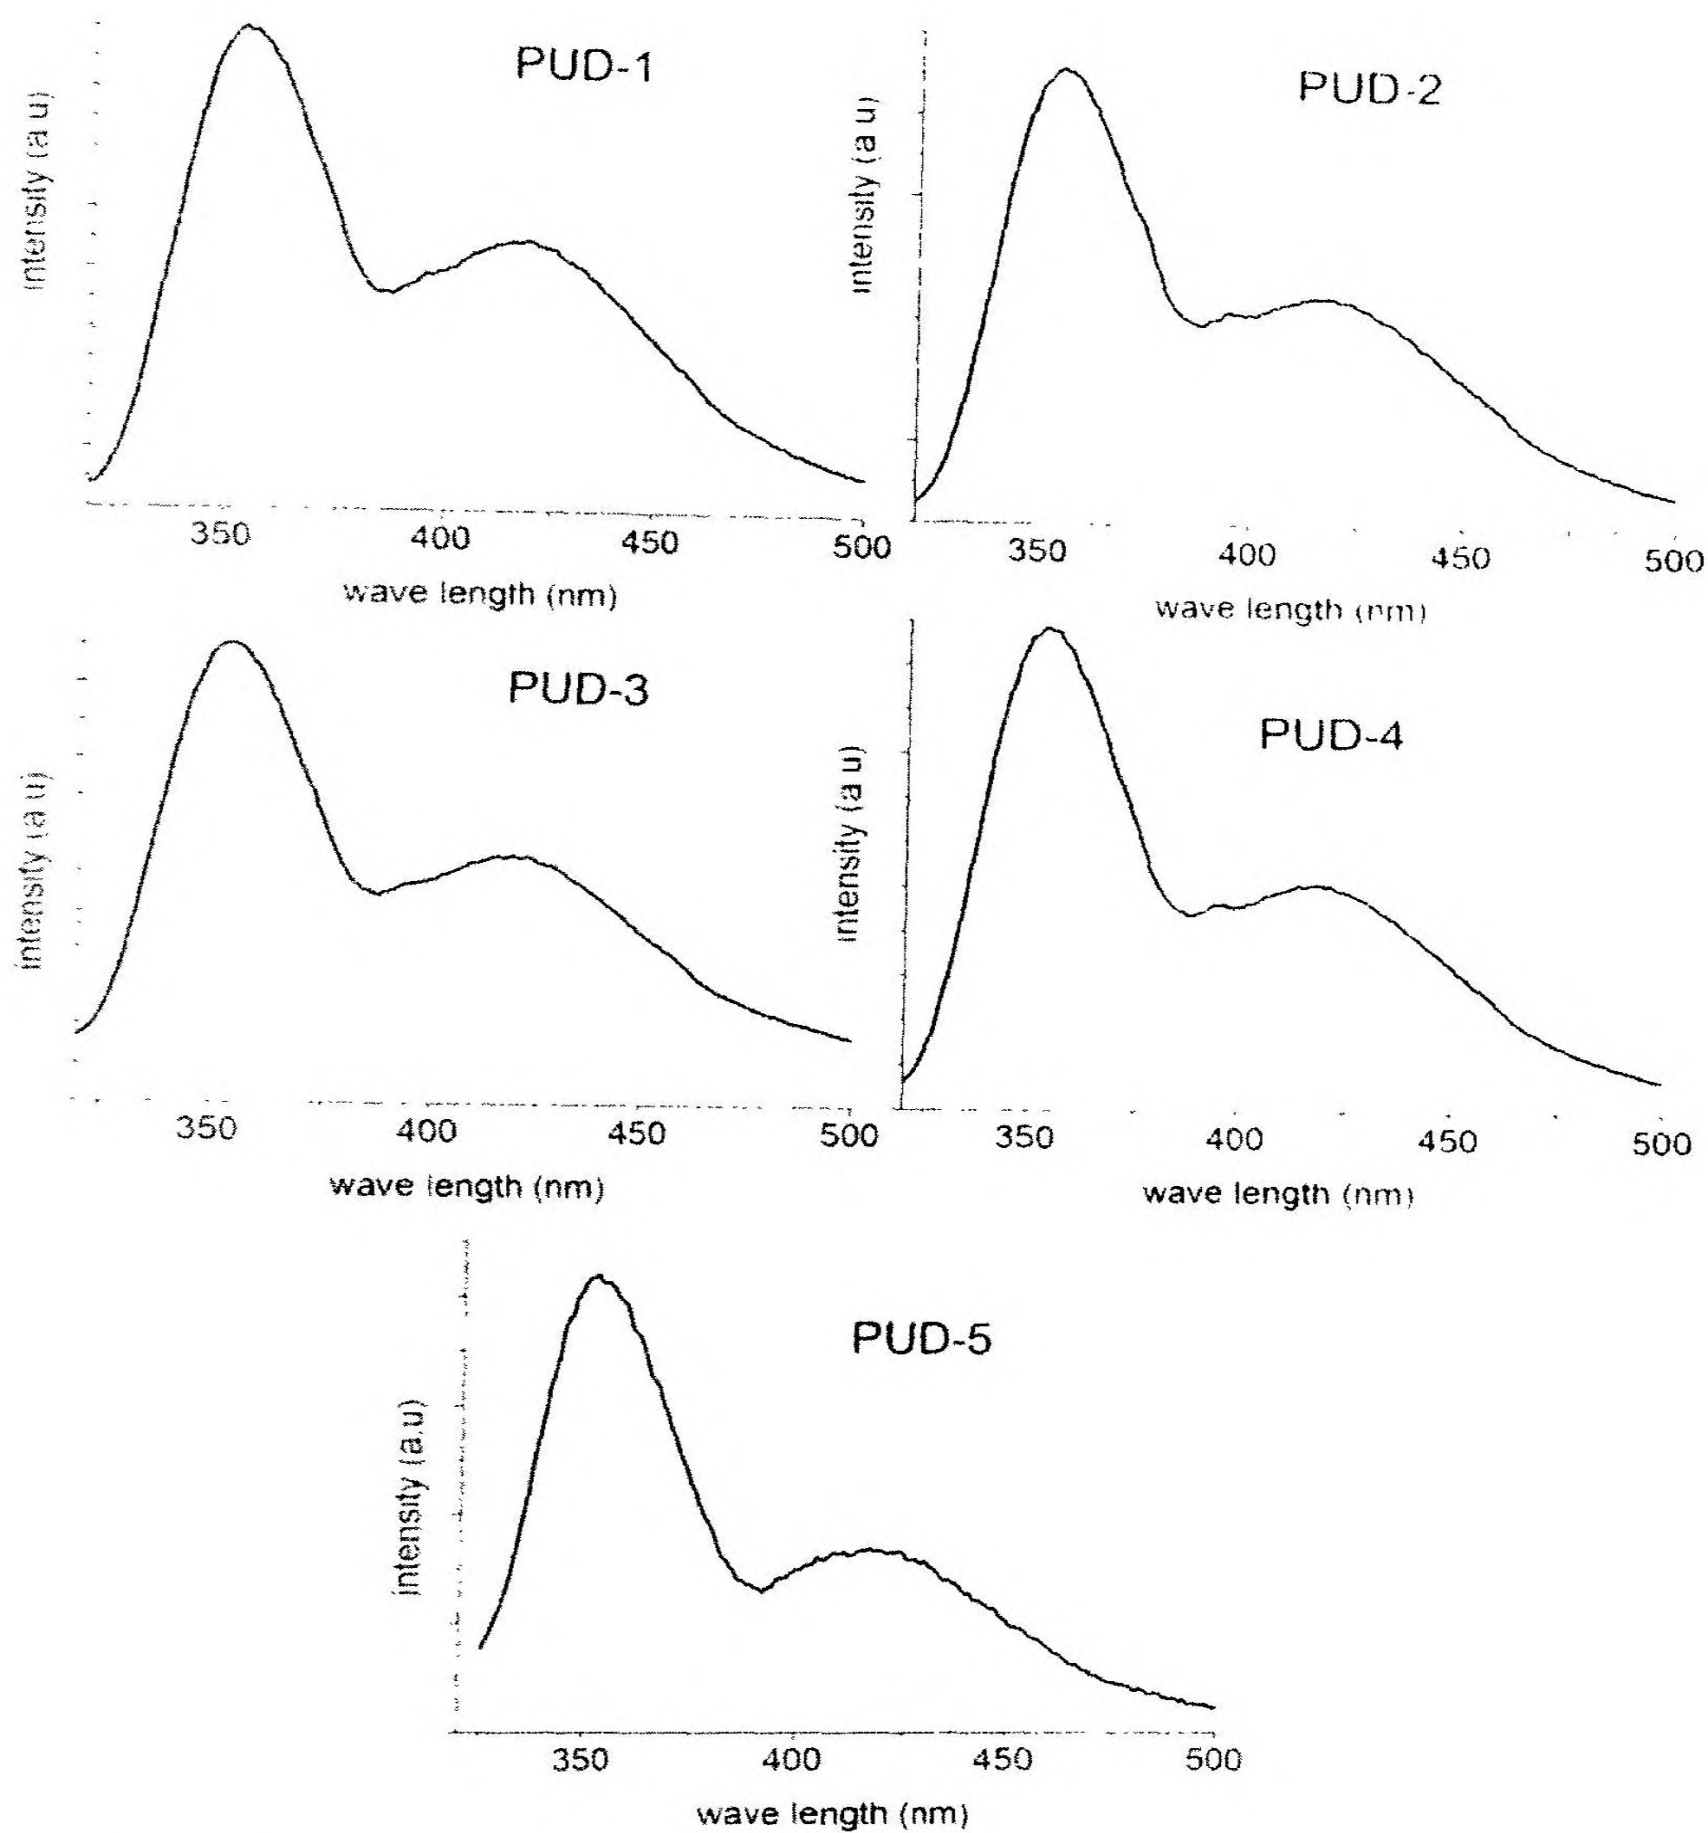 PUD-1
intensity (a u)
350 400 450 500
wave length (nm)
PUD-2
intensity (a u)
350 400 450 500
wave length (nm)
PUD-3
intensity (a u)
350 400 450 500
wave length (nm)
PUD-4
intensity (a u)
350 400 450 500
wave length (nm)
PUD-5
intensity (a.u)
350 400 450 500
wave length (nm)